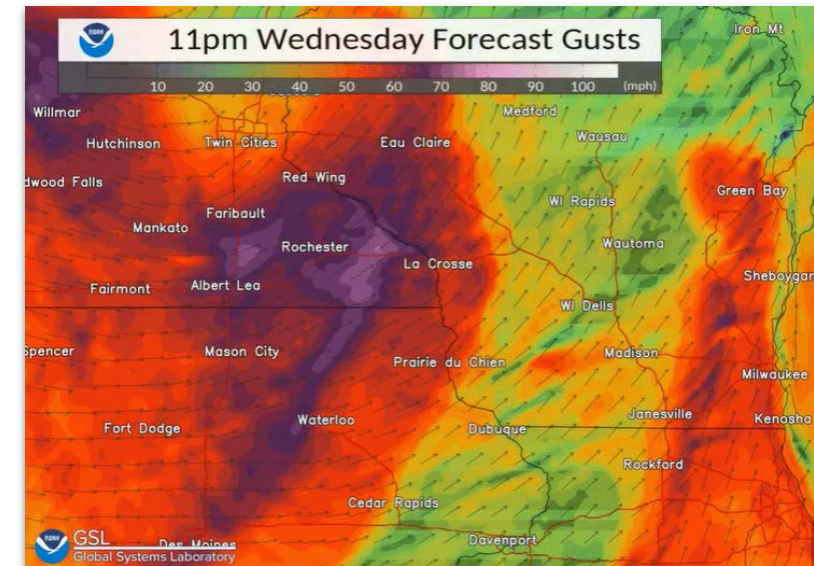 NOAA
11pm Wednesday Forecast Gusts
10 20 30 40 50 60 70 80 90 100 (mph)
Iron Mt
Willmar
Medford
Hutchinson
Twin Cities
Eau Claire
Wausau
dwood Falls
Red Wing
Green Bay
WI Rapids
Faribault
Mankato
Rochester
Wautoma
La Crosse
Sheboygan
Fairmont
Albert Lea
WI Dells
Spencer
Mason City
Prairie du Chien
Madison
Milwaukee
Janesville
Kenosha
Waterloo
Fort Dodge
Dubuque
Rockford
Cedar Rapids
Davenport
NOAA
GSL
Des Moines
Global Systems Laboratory